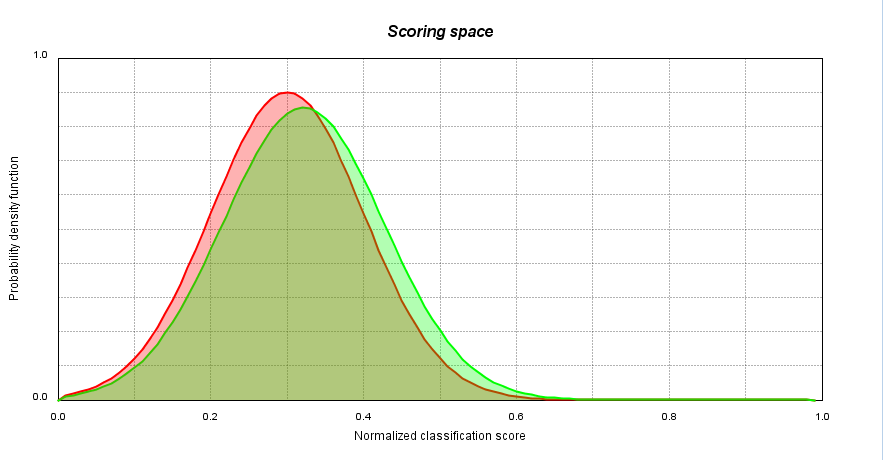 Scoring space
1.0
Probability density function
0.0
0.0 0.2 0.4 0.6 0.8 1.0
Normalized classification score